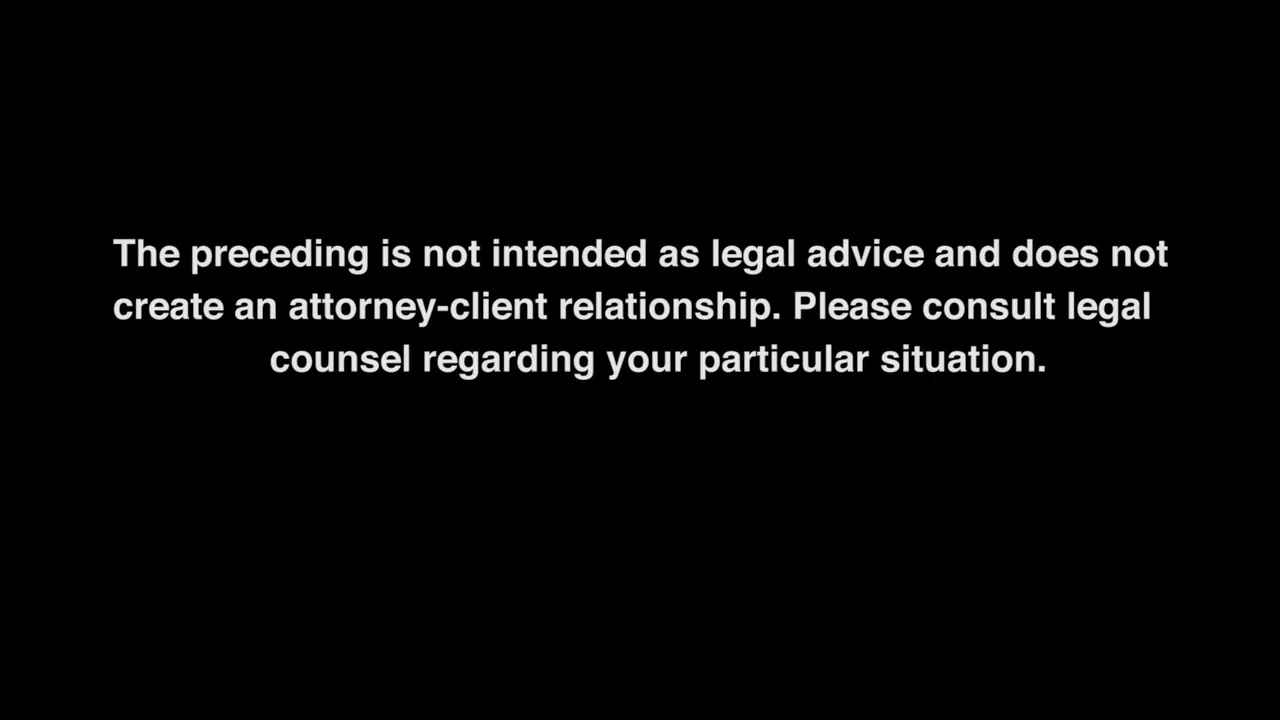 The preceding is not intended as legal advice and does not
create an attorney-client relationship. Please consult legal
counsel regarding your particular situation.